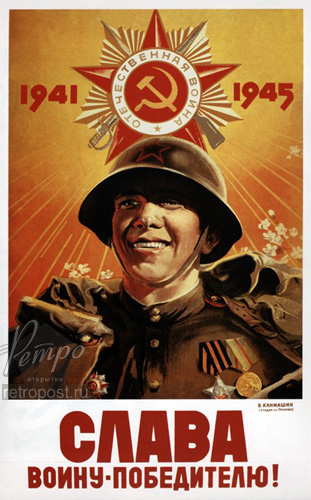 1941 1945
ОТЕЧЕСТВЕННАЯ ВОЙНА
Ретро
открытки
retropost.ru
В. КЛИМАШИН
СЛАВА
ВОИНУ-ПОБЕДИТЕЛЮ!